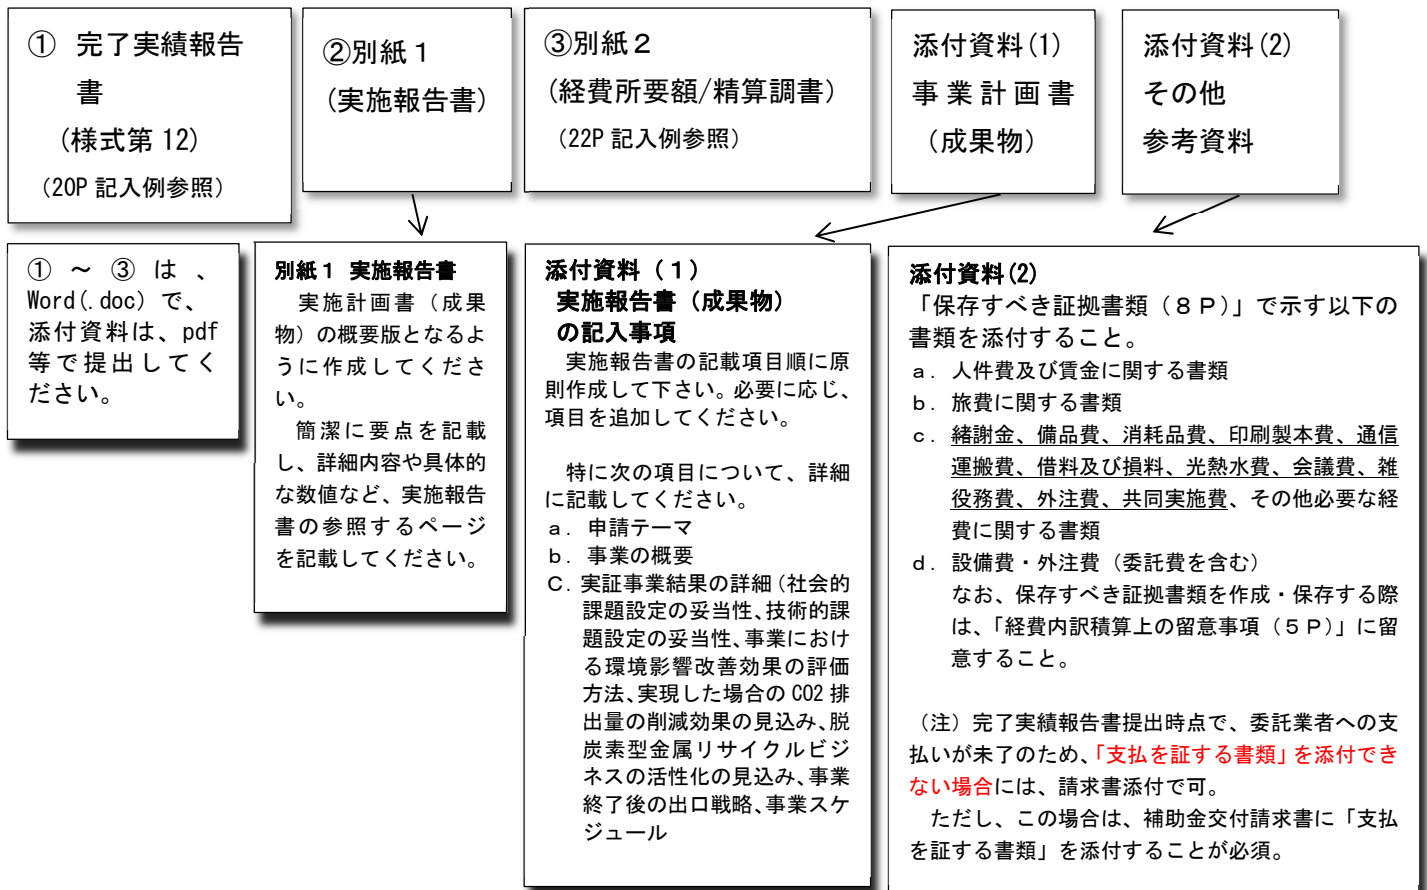 ① 完了実績報告
書
(様式第 12)
(20P 記入例参照)
②別紙１
(実施報告書)
③別紙２
(経費所要額/精算調書)
(22P 記入例参照)
添付資料(1)
事業計画書
(成果物)
添付資料(2)
その他
参考資料
①～③は、
Word(.doc)で、
添付資料は、pdf
等で提出してく
ださい。
別紙１ 実施報告書
実施計画書（成果
物）の概要版となるよ
うに作成してくださ
い。
簡潔に要点を記載
し、詳細内容や具体的
な数値など、実施報告
書の参照するページ
を記載してください。
添付資料（１）
実施報告書（成果物）
の記入事項
実施報告書の記載項目順に原
則作成して下さい。必要に応じ、
項目を追加してください。
特に次の項目について、詳細
に記載してください。
ａ．申請テーマ
ｂ．事業の概要
Ｃ．実証事業結果の詳細（社会的
課題設定の妥当性、技術的課
題設定の妥当性、事業におけ
る環境影響改善効果の評価
方法、実現した場合の CO2 排
出量の削減効果の見込み、脱
炭素型金属リサイクルビジ
ネスの活性化の見込み、事業
終了後の出口戦略、事業スケ
ジュール
添付資料(2)
「保存すべき証拠書類（８Ｐ）」で示す以下の
書類を添付すること。
ａ．人件費及び賃金に関する書類
ｂ．旅費に関する書類
ｃ．緒謝金、備品費、消耗品費、印刷製本費、通信
運搬費、借料及び損料、光熱水費、会議費、雑
役務費、外注費、共同実施費、その他必要な経
費に関する書類
ｄ．設備費・外注費（委託費を含む）
なお、保存すべき証拠書類を作成・保存する際
は、「経費内訳積算上の留意事項（５Ｐ）」に留
意すること。
（注）完了実績報告書提出時点で、委託業者への支
払いが未了のため、「支払を証する書類」を添付でき
ない場合には、請求書添付で可。
ただし、この場合は、補助金交付請求書に「支払
を証する書類」を添付することが必須。